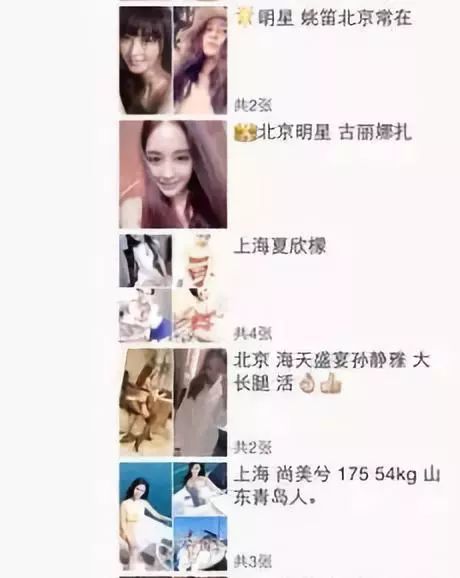 🌟明星 姚笛北京常在
共2张
👑北京明星 古丽娜扎
上海夏欣檬
共4张
北京 海天盛宴孙静雅 大
长腿 活👌👍
共2张
上海 尚美兮 175 54kg 山
东青岛人。
共3张